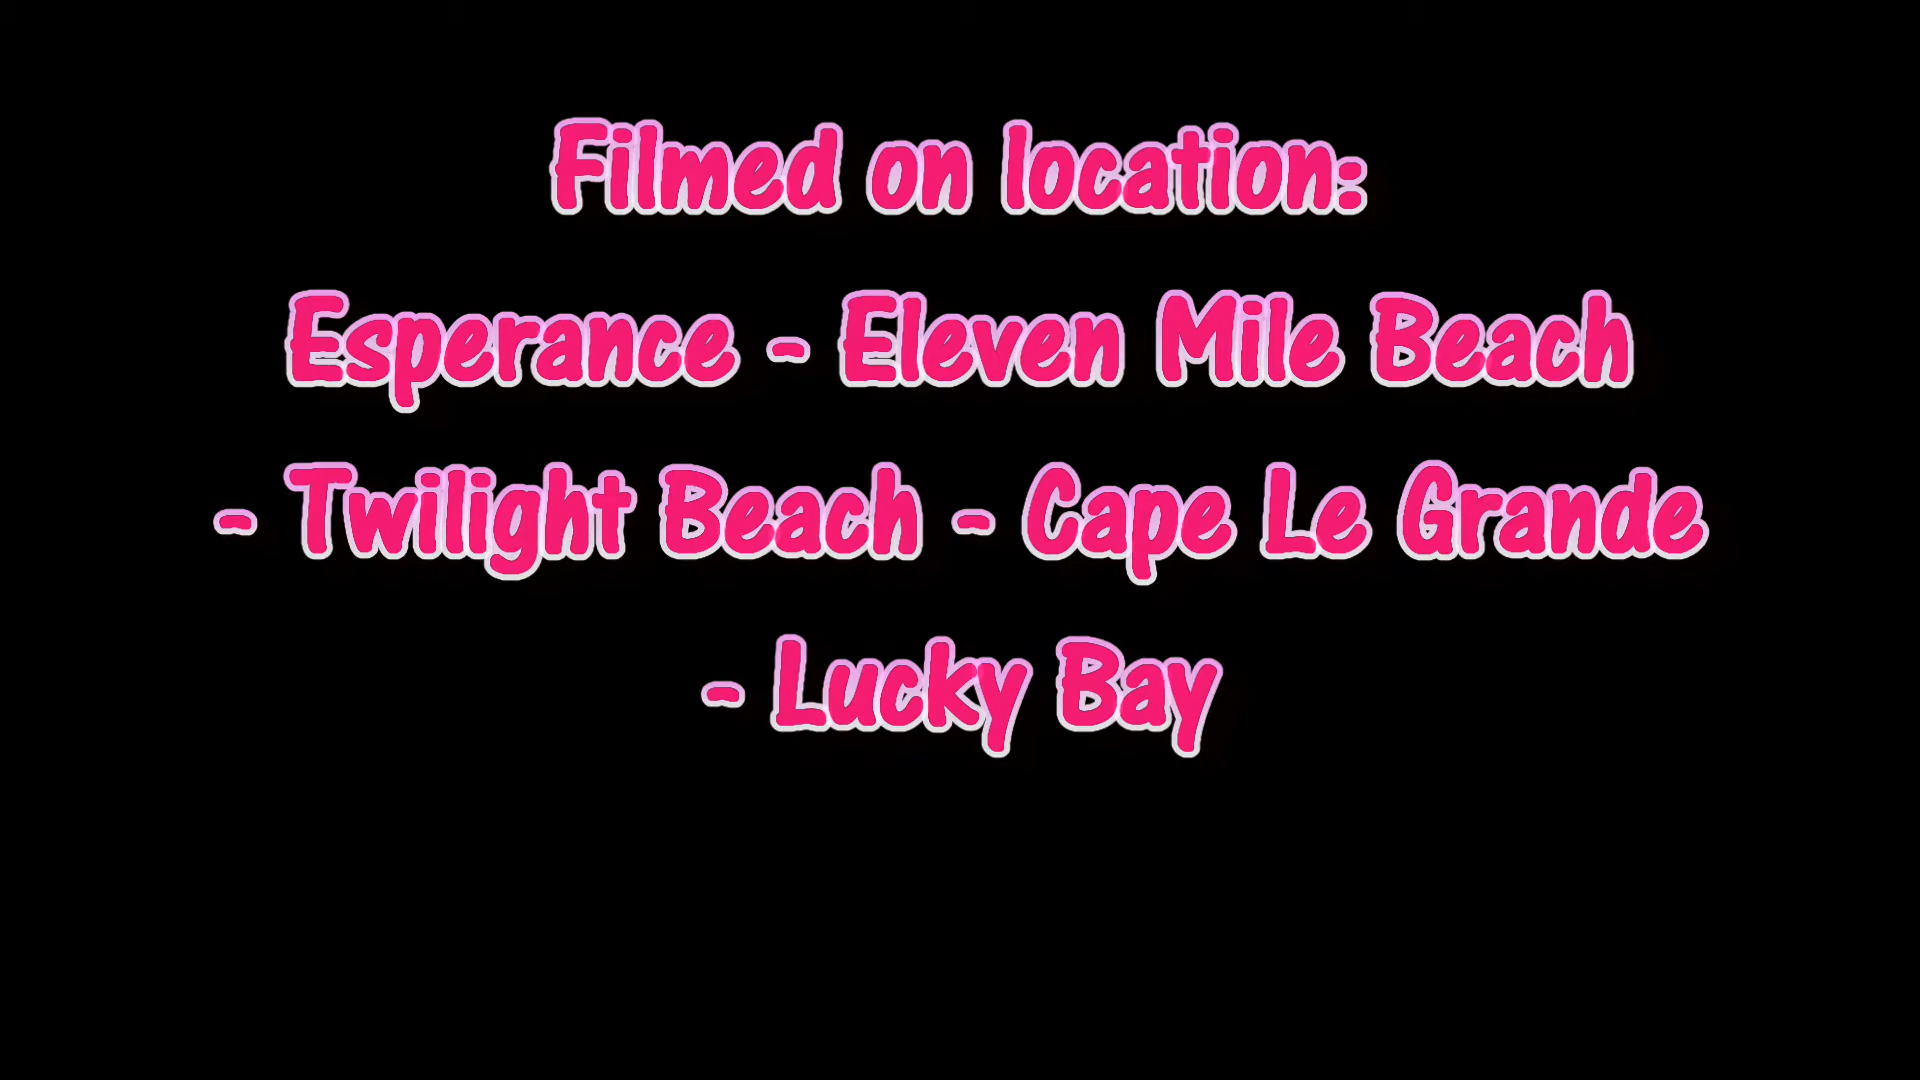 Filmed on location:
Esperance - Eleven Mile Beach
- Twilight Beach - Cape Le Grande
- Lucky Bay